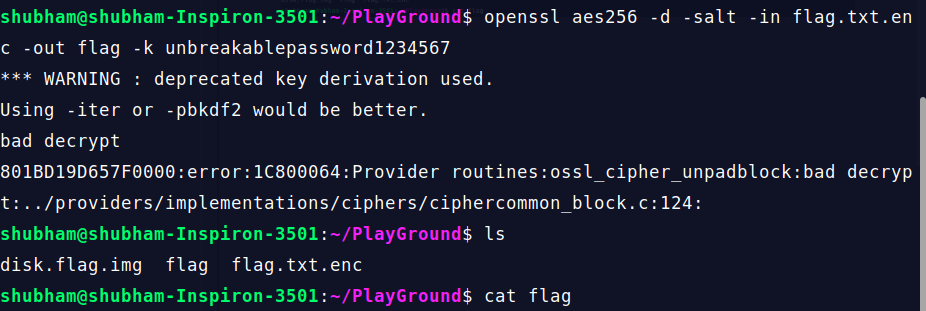 shubham@shubham-Inspiron-3501:~/PlayGround$ openssl aes256 -d -salt -in flag.txt.en
c -out flag -k unbreakablepassword1234567
*** WARNING : deprecated key derivation used.
Using -iter or -pbkdf2 would be better.
bad decrypt
801BD19D657F0000:error:1C800064:Provider routines:ossl_cipher_unpadblock:bad decryp
t:../providers/implementations/ciphers/ciphercommon_block.c:124:
shubham@shubham-Inspiron-3501:~/PlayGround$ ls
disk.flag.img  flag  flag.txt.enc
shubham@shubham-Inspiron-3501:~/PlayGround$ cat flag